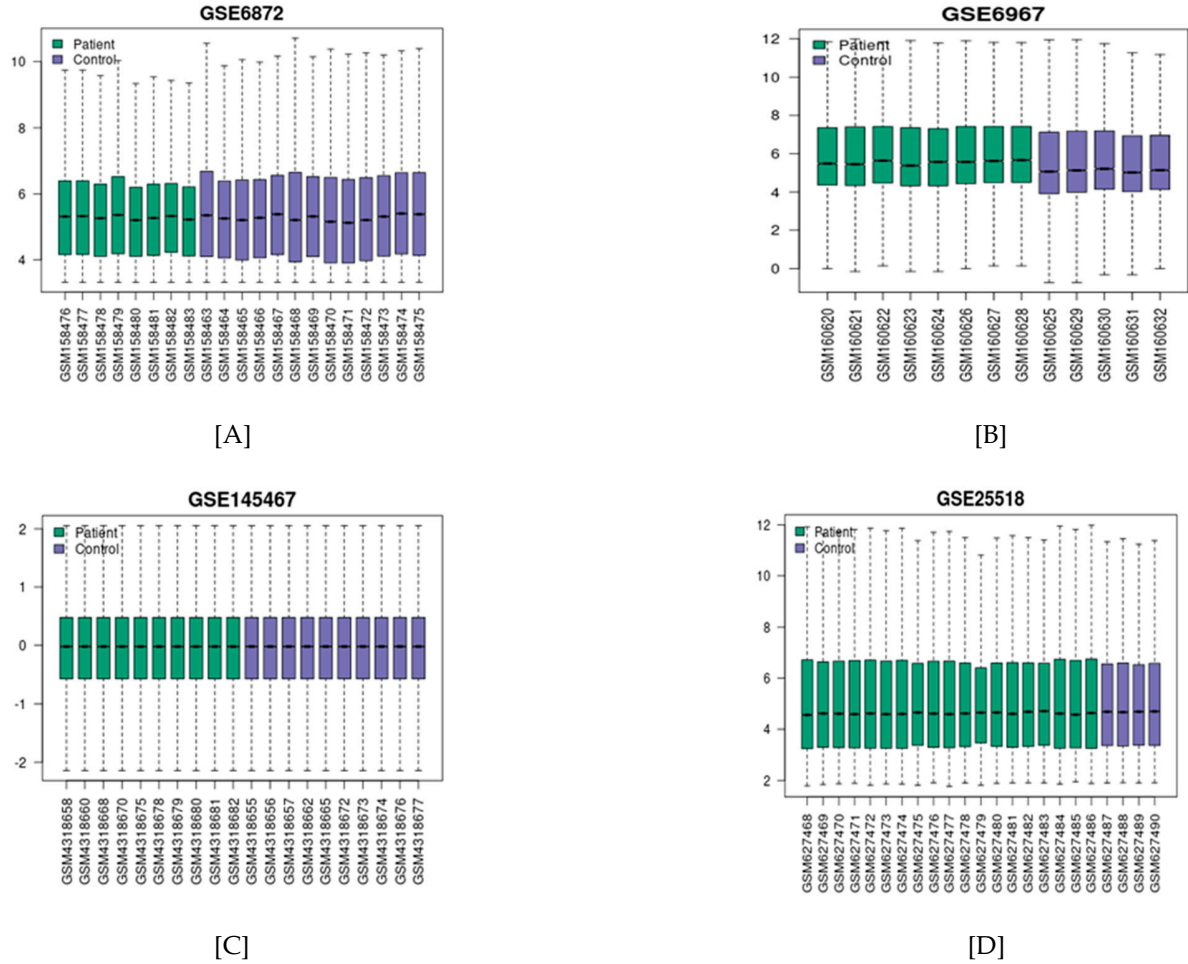 GSE6872
Patient
Control
10
8
6
4
GSM158476
GSM158477
GSM158478
GSM158479
GSM158480
GSM158481
GSM158482
GSM158483
GSM158463
GSM158464
GSM158465
GSM158466
GSM158467
GSM158468
GSM158469
GSM158470
GSM158471
GSM158472
GSM158473
GSM158474
GSM158475
[A]
GSE6967
Patient
Control
12
10
8
6
4
2
0
GSM160620
GSM160621
GSM160622
GSM160623
GSM160624
GSM160626
GSM160627
GSM160628
GSM160625
GSM160629
GSM160630
GSM160631
GSM160632
[B]
GSE145467
Patient
Control
2
1
0
-1
-2
GSM4318658
GSM4318660
GSM4318668
GSM4318670
GSM4318675
GSM4318678
GSM4318679
GSM4318680
GSM4318681
GSM4318682
GSM4318655
GSM4318656
GSM4318657
GSM4318662
GSM4318665
GSM4318672
GSM4318673
GSM4318674
GSM4318676
GSM4318677
[C]
GSE25518
Patient
Control
12
10
8
6
4
2
GSM627468
GSM627469
GSM627470
GSM627471
GSM627472
GSM627473
GSM627474
GSM627475
GSM627476
GSM627477
GSM627478
GSM627479
GSM627480
GSM627481
GSM627482
GSM627483
GSM627484
GSM627485
GSM627486
GSM627487
GSM627488
GSM627489
GSM627490
[D]